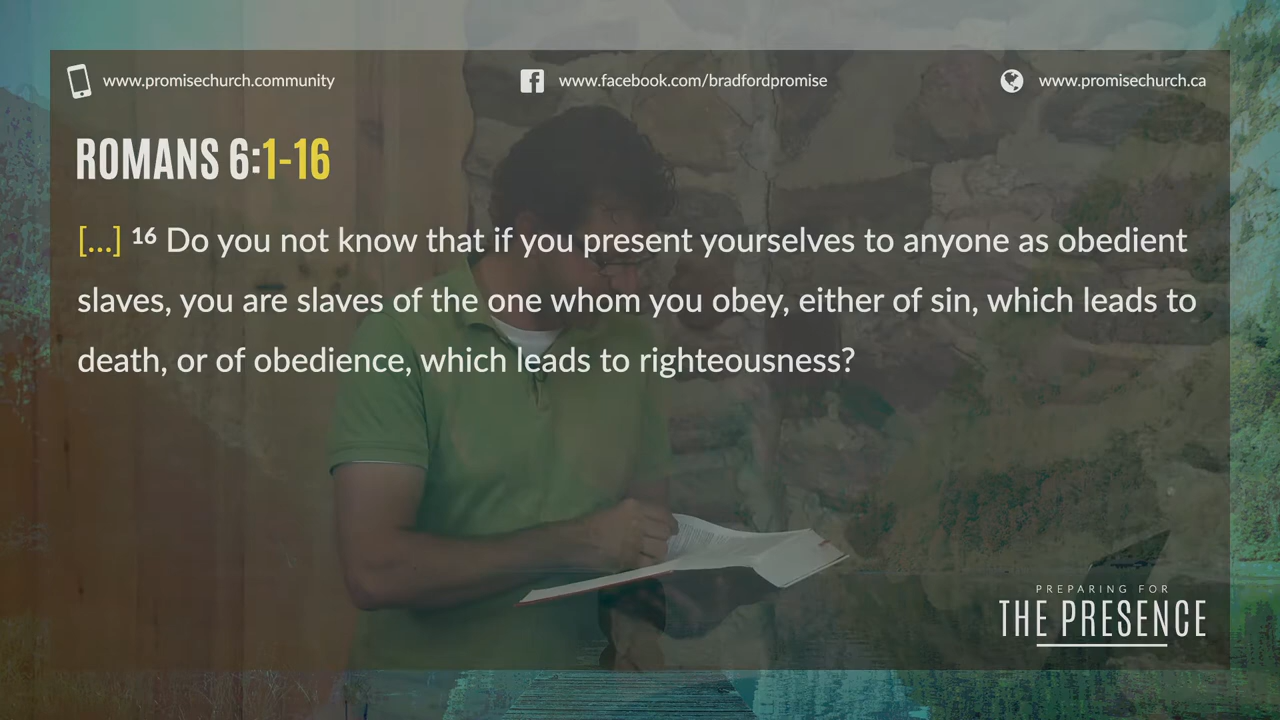 www.promisechurch.community
www.facebook.com/bradfordpromise
www.promisechurch.ca
ROMANS 6:1-16
[...] ¹⁶ Do you not know that if you present yourselves to anyone as obedient
slaves, you are slaves of the one whom you obey, either of sin, which leads to
death, or of obedience, which leads to righteousness?
PREPARING FOR
THE PRESENCE